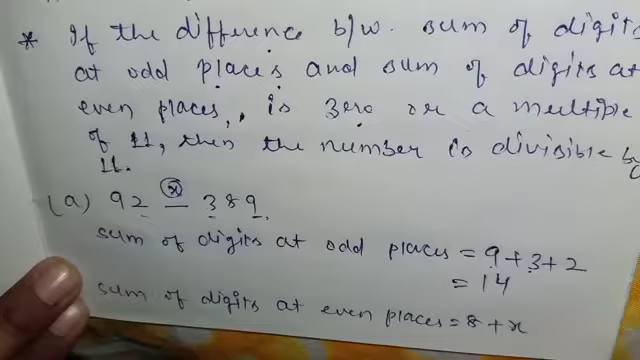 * If the difference b/w. sum of digits
at odd places and sum of digits at
even places, is zero or a multiple
of 11, then the number is divisible by
11.
(a) 92 x 389
sum of digits at odd places = 9+3+2
= 14
sum of digits at even places = 8+x